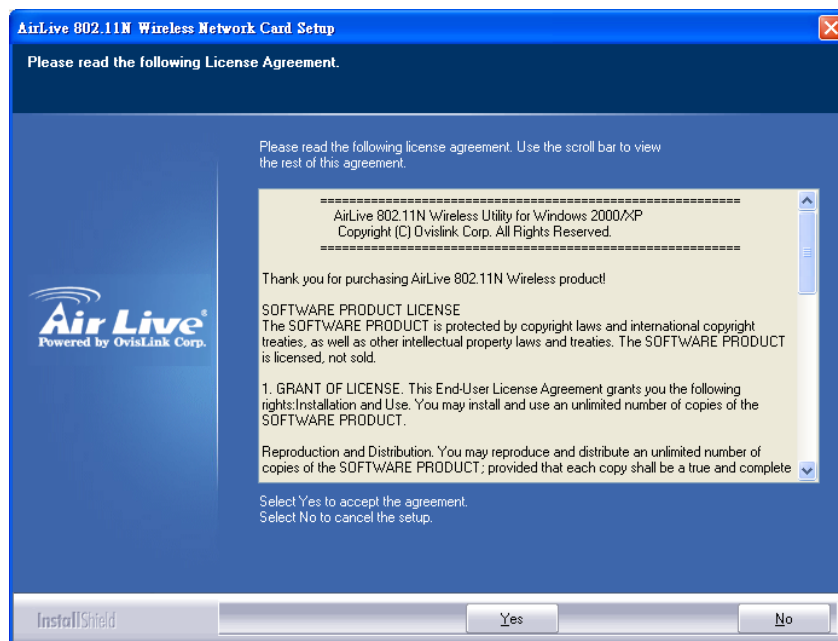 AirLive 802.11N Wireless Network Card Setup
Please read the following License Agreement.
Please read the following license agreement. Use the scroll bar to view
the rest of this agreement.
==========================================================
AirLive 802.11N Wireless Utility for Windows 2000/XP
Copyright (C) Ovislink Corp. All Rights Reserved.
==========================================================
Thank you for purchasing AirLive 802.11N Wireless product!
SOFTWARE PRODUCT LICENSE
The SOFTWARE PRODUCT is protected by copyright laws and international copyright
treaties, as well as other intellectual property laws and treaties. The SOFTWARE PRODUCT
is licensed, not sold.
1. GRANT OF LICENSE. This End-User License Agreement grants you the following
rights:Installation and Use. You may install and use an unlimited number of copies of the
SOFTWARE PRODUCT.
Reproduction and Distribution. You may reproduce and distribute an unlimited number of
copies of the SOFTWARE PRODUCT; provided that each copy shall be a true and complete
Air Live®
Powered by OvisLink Corp.
Select Yes to accept the agreement.
Select No to cancel the setup.
InstallShield
Yes
No